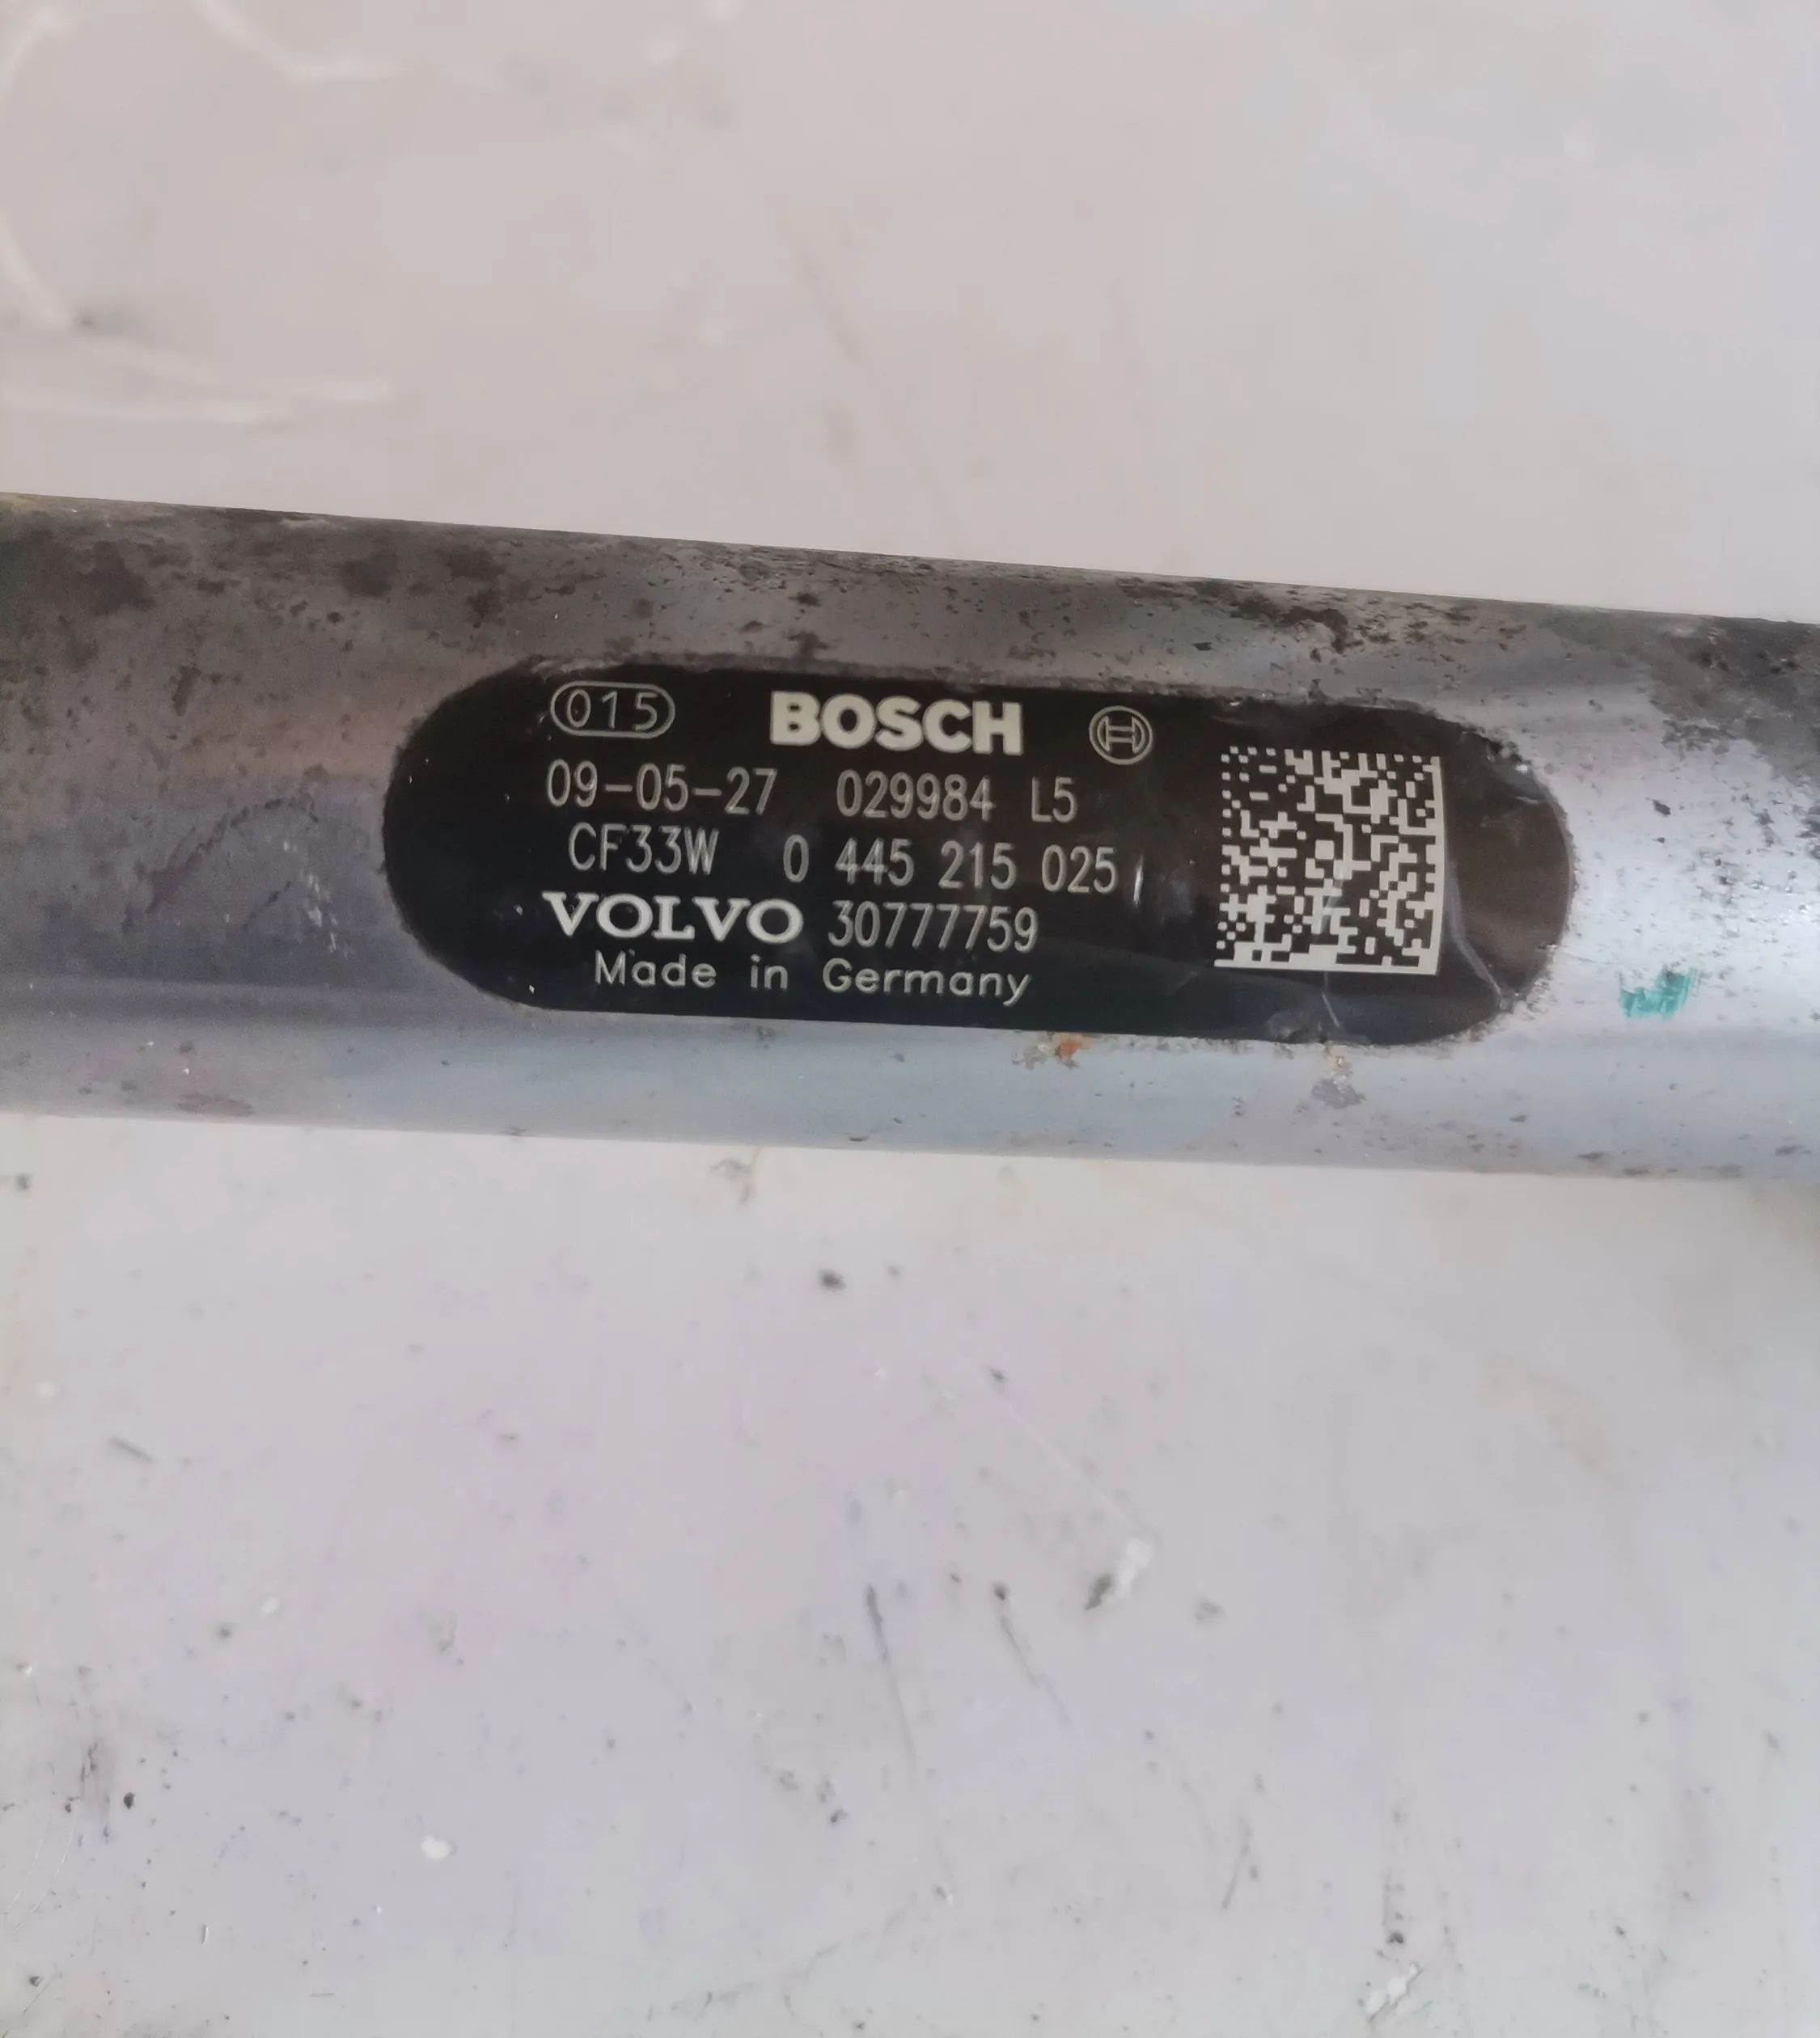 015 BOSCH
09-05-27 029984 L5
CF33W 0 445 215 025
VOLVO 30777759
Made in Germany